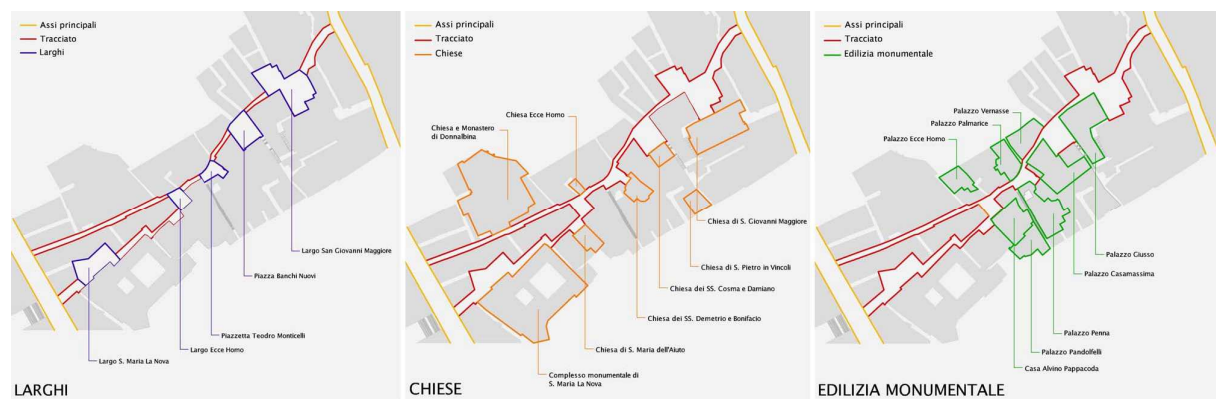 Assi principali
Tracciato
Larghi
Largo San Giovanni Maggiore
Piazza Banchi Nuovi
Piazzetta Teodro Monticelli
Largo Ecce Homo
Largo S. Maria La Nova
LARGHI
Assi principali
Tracciato
Chiese
Chiesa Ecce Homo
Chiesa e Monastero
di Donnalbina
Chiesa di S. Giovanni Maggiore
Chiesa di S. Pietro in Vincoli
Chiesa dei SS. Cosma e Damiano
Chiesa dei SS. Demetrio e Bonifacio
Chiesa di S. Maria dell'Aiuto
Complesso monumentale di
S. Maria La Nova
CHIESE
Assi principali
Tracciato
Edilizia monumentale
Palazzo Vernasse
Palazzo Palmarice
Palazzo Ecce Homo
Palazzo Giusso
Palazzo Casamassima
Palazzo Penna
Palazzo Pandolfelli
Casa Alvino Pappacoda
EDILIZIA MONUMENTALE